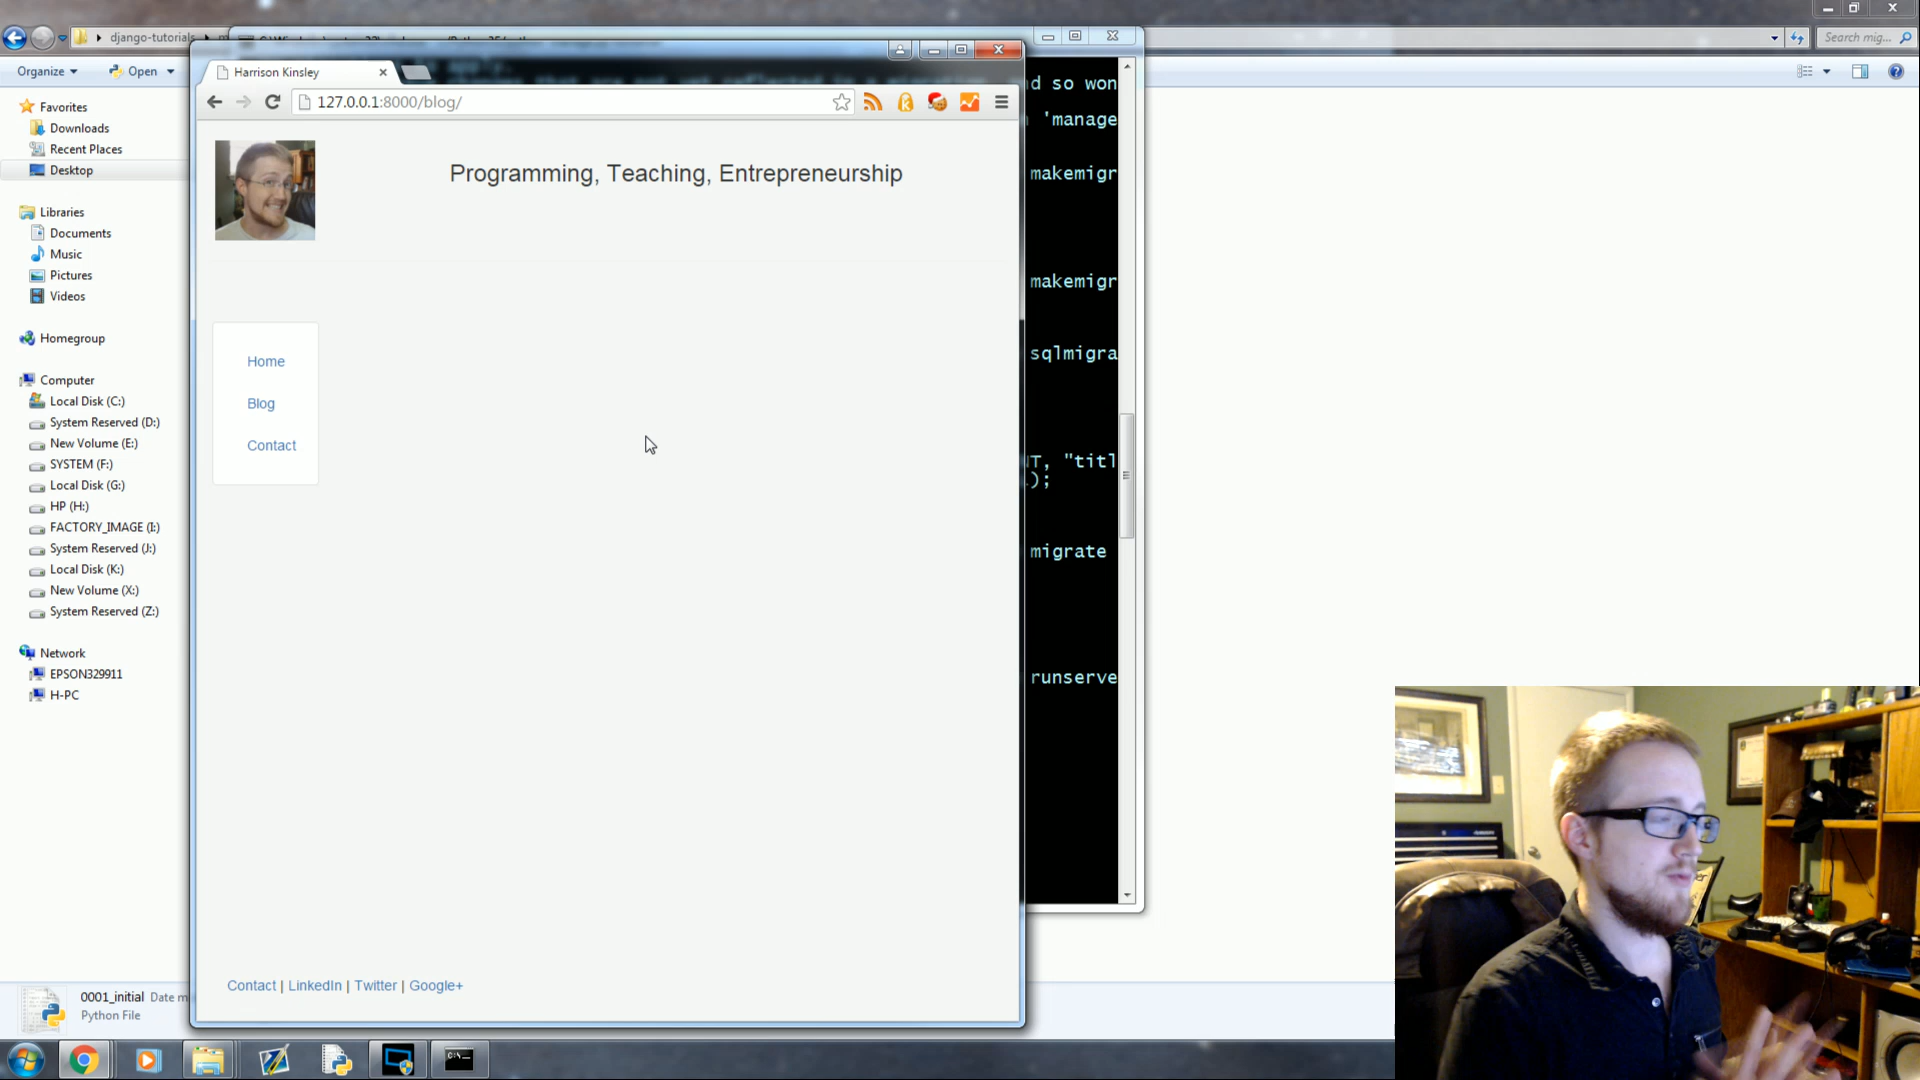 django-tutorials
Search mig...
Organize
Open
Harrison Kinsley
127.0.0.1:8000/blog/
Favorites
Downloads
Recent Places
Desktop
Libraries
Documents
Music
Pictures
Videos
Homegroup
Computer
Local Disk (C:)
System Reserved (D:)
New Volume (E:)
SYSTEM (F:)
Local Disk (G:)
HP (H:)
FACTORY_IMAGE (I:)
System Reserved (J:)
Local Disk (K:)
New Volume (X:)
System Reserved (Z:)
Network
EPSON329911
H-PC
Programming, Teaching, Entrepreneurship
Home
Blog
Contact
Contact | LinkedIn | Twitter | Google+
d so won
'manage
makemigr
makemigr
sqlmigra
T, "titl
);
migrate
runserve
0001_initial Date m
Python File